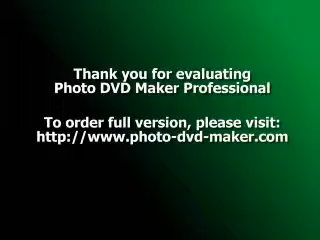 Thank you for evaluating
Photo DVD Maker Professional
To order full version, please visit:
http://www.photo-dvd-maker.com